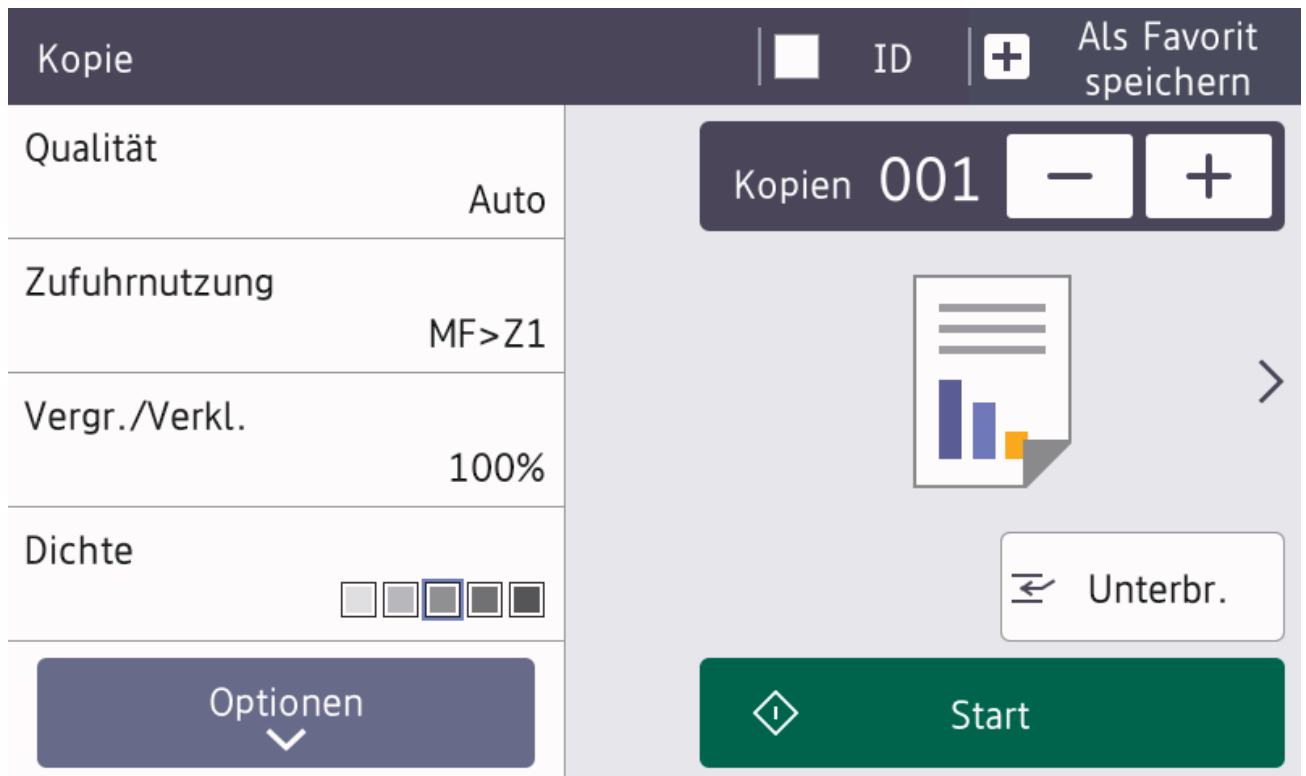 Kopie
ID
Als Favorit
speichern
Qualität
Auto
Zufuhrnutzung
MF>Z1
Vergr./Verkl.
100%
Dichte
Optionen
Kopien 001 − +
Unterbr.
Start